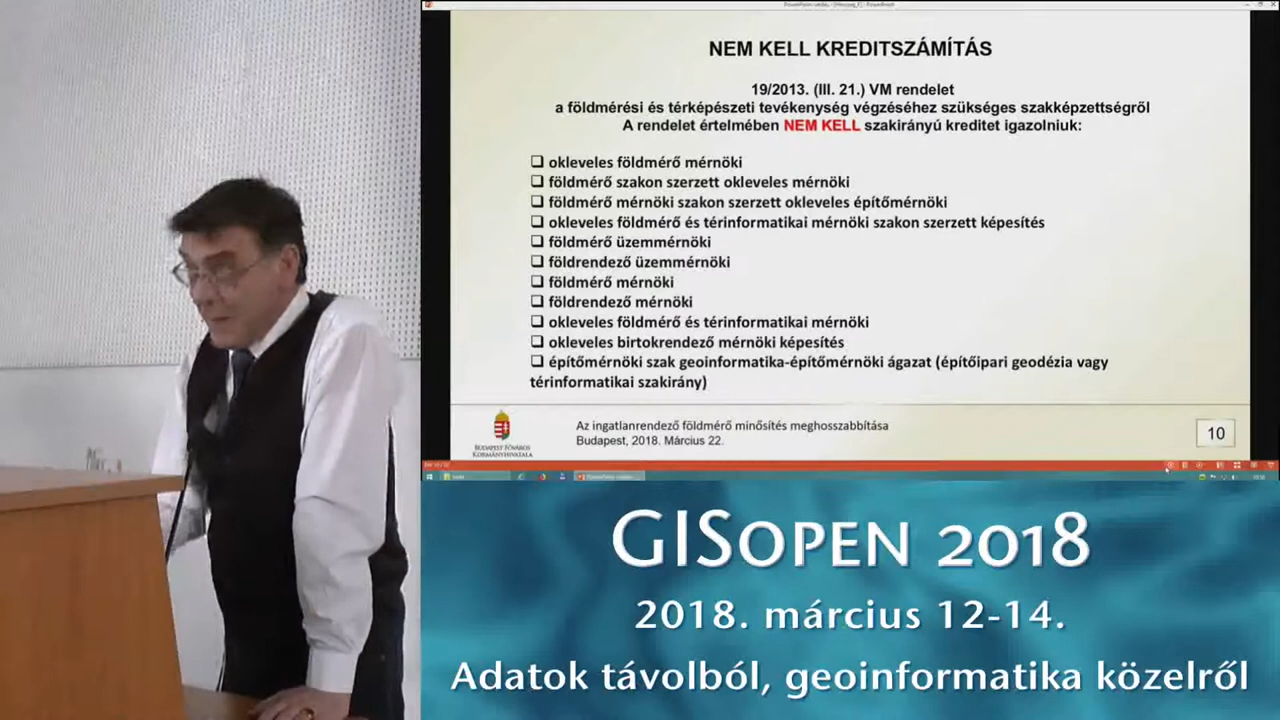 NEM KELL KREDITSZÁMÍTÁS
19/2013. (III. 21.) VM rendelet
a földmérési és térképészeti tevékenység végzéséhez szükséges szakképzettségről
A rendelet értelmében NEM KELL szakirányú kreditet igazolniuk:
❑ okleveles földmérő mérnöki
❑ földmérő szakon szerzett okleveles mérnöki
❑ földmérő mérnöki szakon szerzett okleveles építőmérnöki
❑ okleveles földmérő és térinformatikai mérnöki szakon szerzett képesítés
❑ földmérő üzemmérnöki
❑ földrendező üzemmérnöki
❑ földmérő mérnöki
❑ földrendező mérnöki
❑ okleveles földmérő és térinformatikai mérnöki
❑ okleveles birtokrendező mérnöki képesítés
❑ építőmérnöki szak geoinformatika-építőmérnöki ágazat (építőipari geodézia vagy
térinformatikai szakirány)
BUDAPEST FŐVÁROS
KORMÁNYHIVATALA
Az ingatlanrendező földmérő minősítés meghosszabbítása
Budapest, 2018. Március 22.
10
GISOPEN 2018
2018. március 12-14.
Adatok távolból, geoinformatika közelről